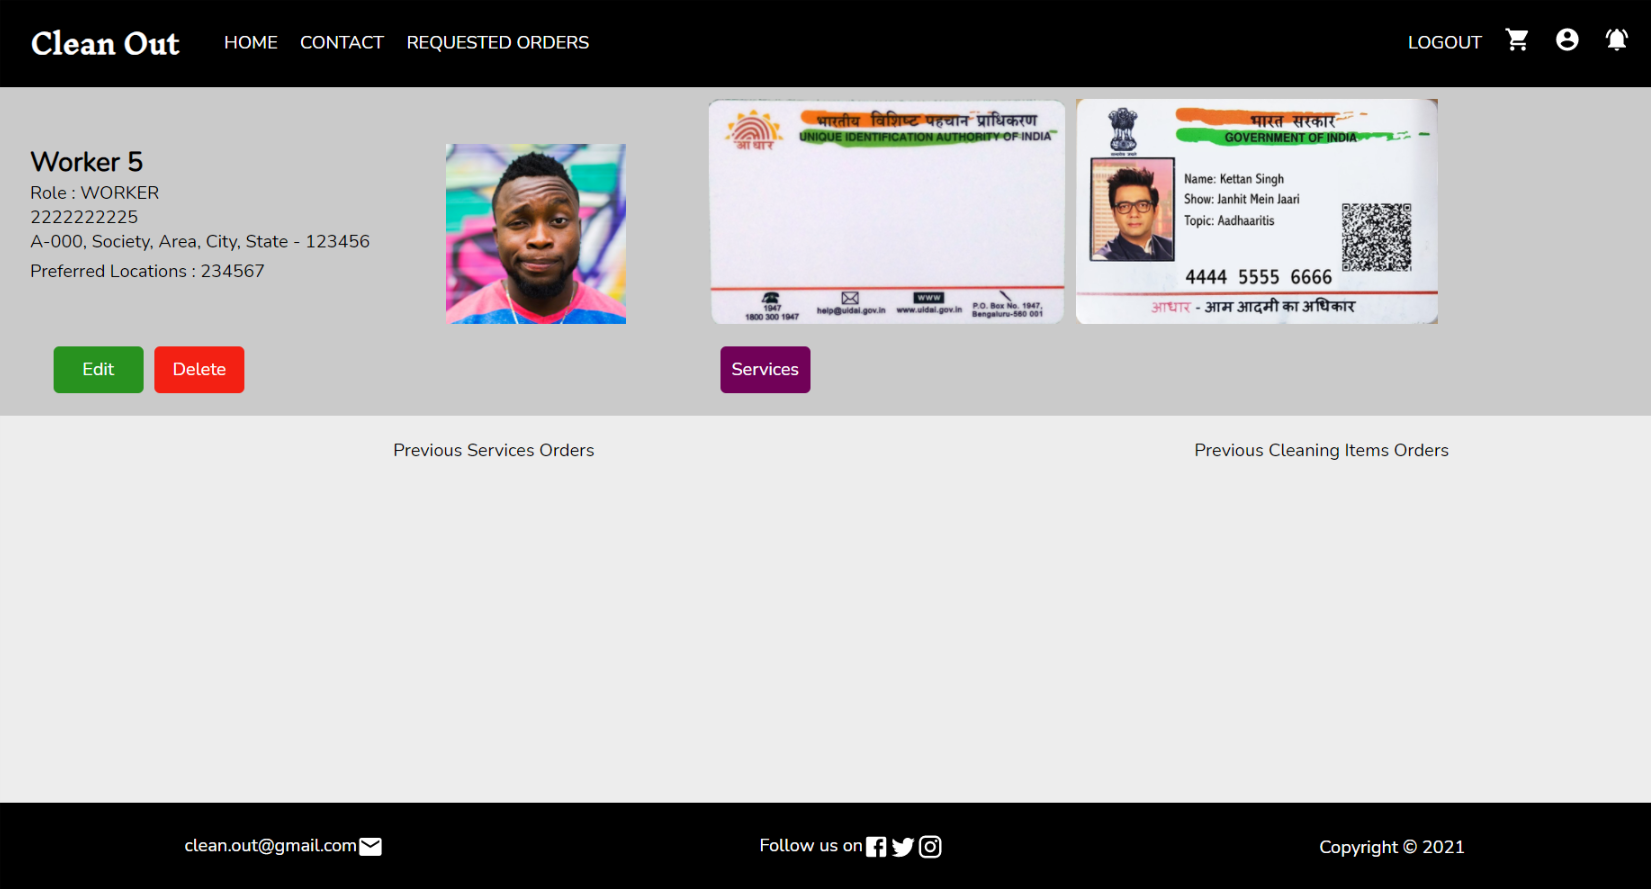 Clean Out
HOME
CONTACT
REQUESTED ORDERS
LOGOUT
Worker 5
Role : WORKER
2222222225
A-000, Society, Area, City, State - 123456
Preferred Locations : 234567
भारतीय विशिष्ट पहचान प्राधिकरण
UNIQUE IDENTIFICATION AUTHORITY OF INDIA
आधार
1947
1800 300 1947
help@uidai.gov.in
WWW
www.uidai.gov.in
P.O. Box No. 1947,
Bengaluru-560 001
भारत सरकार
GOVERNMENT OF INDIA
Name: Kettan Singh
Show: Janhit Mein Jaari
Topic: Aadhaaritis
4444 5555 6666
आधार - आम आदमी का अधिकार
Edit
Delete
Services
Previous Services Orders
Previous Cleaning Items Orders
clean.out@gmail.com
Follow us on
Copyright © 2021